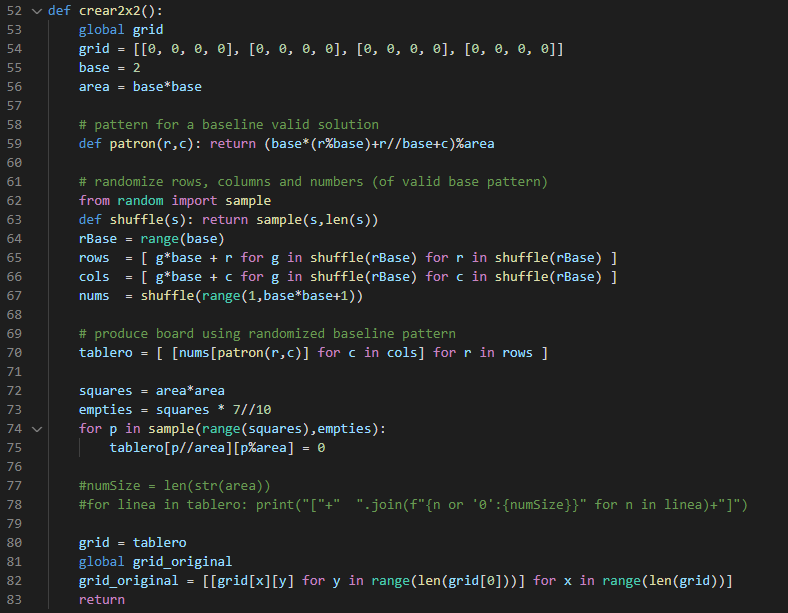 52 def crear2x2():
53     global grid
54     grid = [[0, 0, 0, 0], [0, 0, 0, 0], [0, 0, 0, 0], [0, 0, 0, 0]]
55     base = 2
56     area = base*base
57
58     # pattern for a baseline valid solution
59     def patron(r,c): return (base*(r%base)+r//base+c)%area
60
61     # randomize rows, columns and numbers (of valid base pattern)
62     from random import sample
63     def shuffle(s): return sample(s,len(s))
64     rBase = range(base)
65     rows  = [ g*base + r for g in shuffle(rBase) for r in shuffle(rBase) ]
66     cols  = [ g*base + c for g in shuffle(rBase) for c in shuffle(rBase) ]
67     nums  = shuffle(range(1,base*base+1))
68
69     # produce board using randomized baseline pattern
70     tablero = [ [nums[patron(r,c)] for c in cols] for r in rows ]
71
72     squares = area*area
73     empties = squares * 7//10
74     for p in sample(range(squares),empties):
75         tablero[p//area][p%area] = 0
76
77     #numSize = len(str(area))
78     #for linea in tablero: print("["+"  ".join(f"{n or '0':{numSize}}" for n in linea)+"]")
79
80     grid = tablero
81     global grid_original
82     grid_original = [[grid[x][y] for y in range(len(grid[0]))] for x in range(len(grid))]
83     return